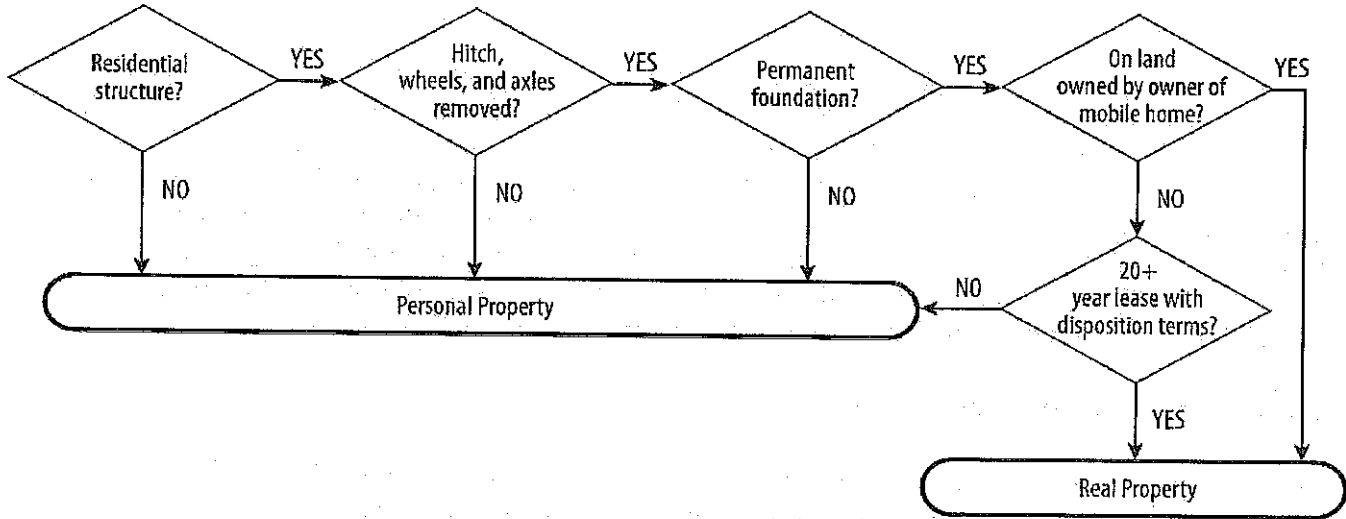 Residential
structure?
YES
Hitch,
wheels, and axles
removed?
YES
Permanent
foundation?
YES
On land
owned by owner of
mobile home?
YES
NO
NO
NO
NO
Personal Property
NO
20+
year lease with
disposition terms?
YES
Real Property